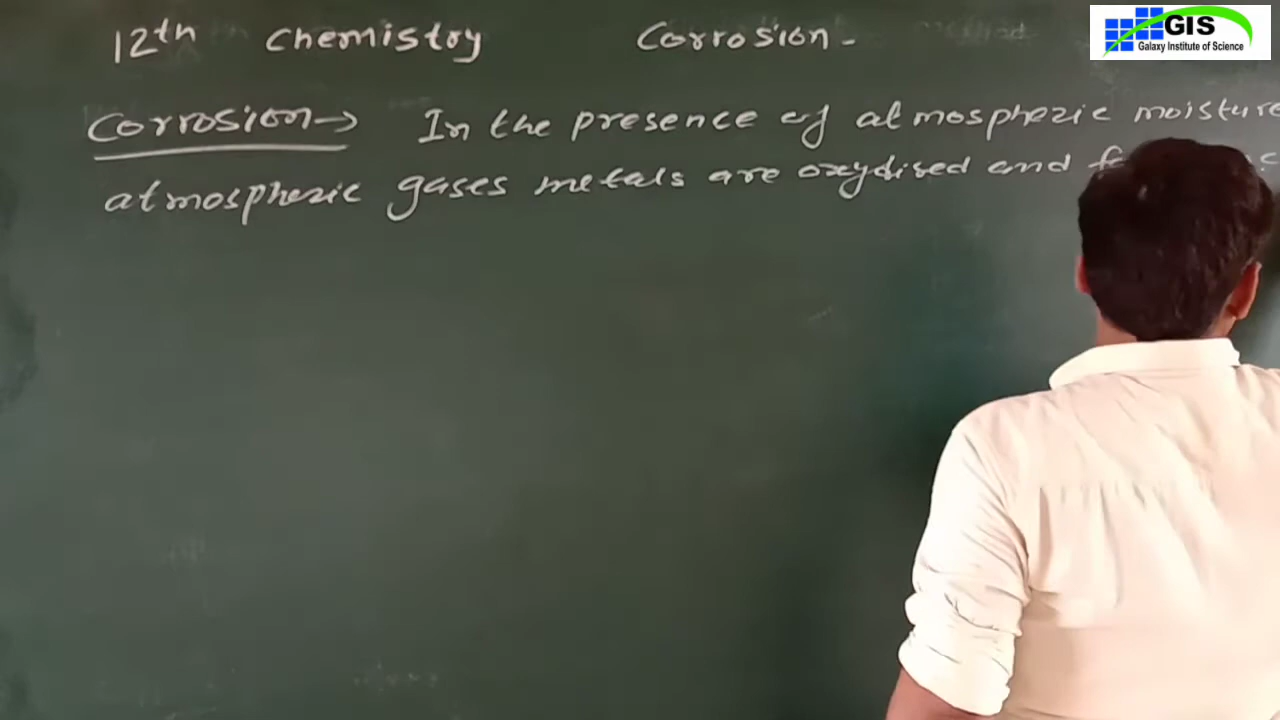 12th Chemistry Corrosion -
GIS
Galaxy Institute of Science
Corrosion → In the presence of atmospheric moisture
atmospheric gases metals are oxydised and